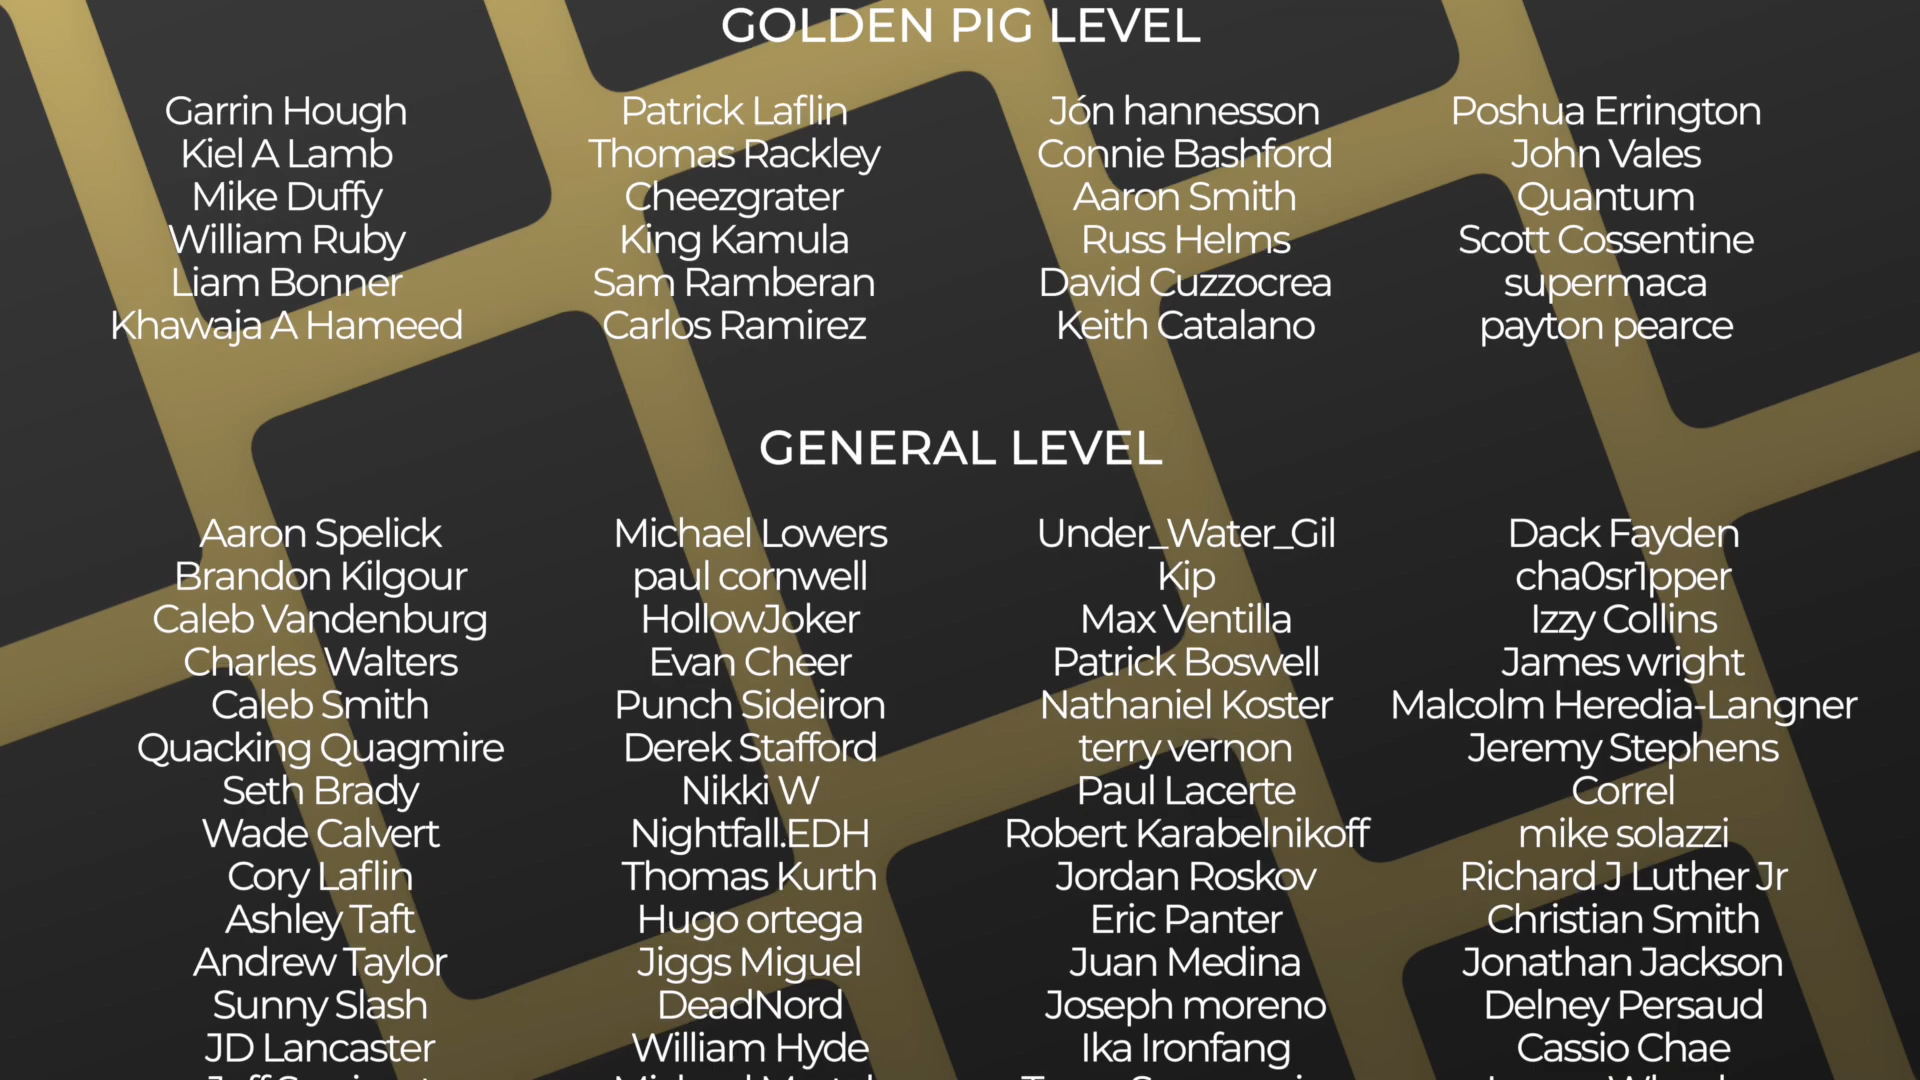 GOLDEN PIG LEVEL
Garrin Hough Patrick Laflin Jón hannesson Poshua Errington
Kiel A Lamb Thomas Rackley Connie Bashford John Vales
Mike Duffy Cheezgrater Aaron Smith Quantum
William Ruby King Kamula Russ Helms Scott Cossentine
Liam Bonner Sam Ramberan David Cuzzocrea supermaca
Khawaja A Hameed Carlos Ramirez Keith Catalano payton pearce
GENERAL LEVEL
Aaron Spelick Michael Lowers Under_Water_Gil Dack Fayden
Brandon Kilgour paul cornwell Kip cha0sr1pper
Caleb Vandenburg HollowJoker Max Ventilla Izzy Collins
Charles Walters Evan Cheer Patrick Boswell James wright
Caleb Smith Punch Sideiron Nathaniel Koster Malcolm Heredia-Langner
Quacking Quagmire Derek Stafford terry vernon Jeremy Stephens
Seth Brady Nikki W Paul Lacerte Correl
Wade Calvert Nightfall.EDH Robert Karabelnikoff mike solazzi
Cory Laflin Thomas Kurth Jordan Roskov Richard J Luther Jr
Ashley Taft Hugo ortega Eric Panter Christian Smith
Andrew Taylor Jiggs Miguel Juan Medina Jonathan Jackson
Sunny Slash DeadNord Joseph moreno Delney Persaud
JD Lancaster William Hyde Ika Ironfang Cassio Chae